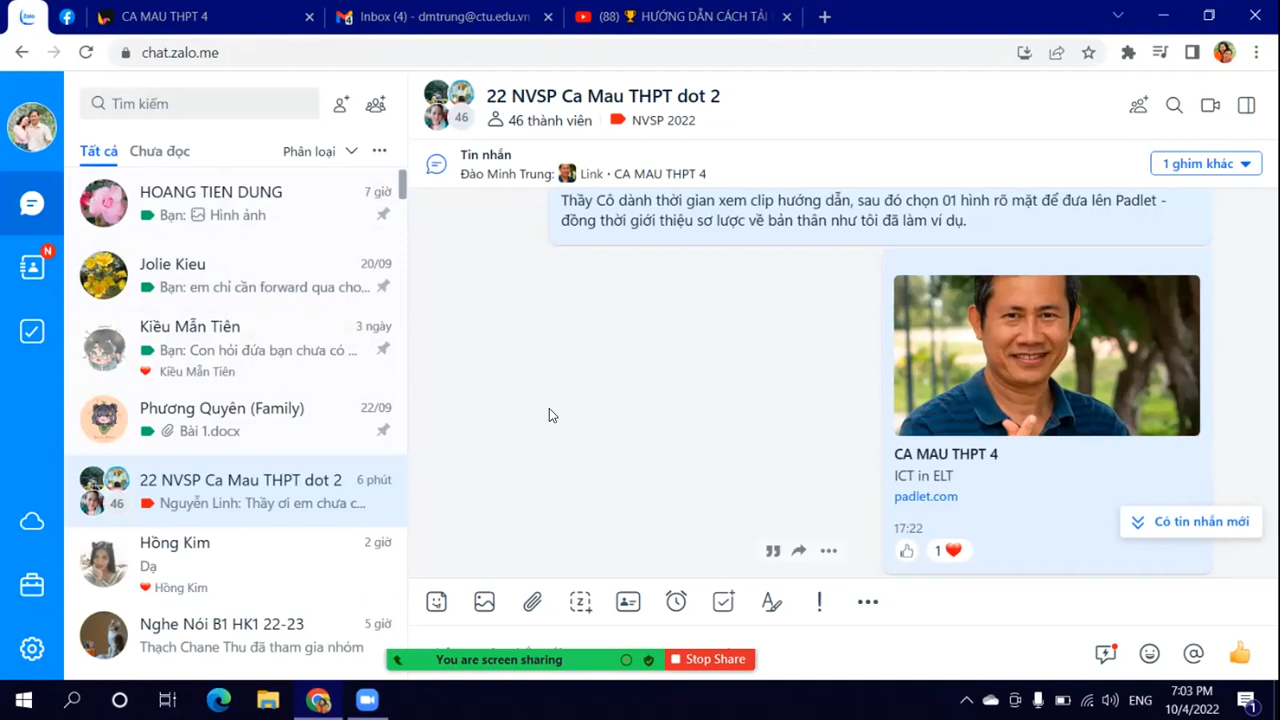 Zalo
CA MAU THPT 4
Inbox (4) - dmtrung@ctu.edu.vn
(88) 🏆 HƯỚNG DẪN CÁCH TẢI
chat.zalo.me
Tìm kiếm
Tất cả
Chưa đọc
Phân loại
HOANG TIEN DUNG
7 giờ
Bạn: Hình ảnh
Jolie Kieu
20/09
Bạn: em chỉ cần forward qua cho...
N
Kiều Mẫn Tiên
3 ngày
Bạn: Con hỏi đứa bạn chưa có ...
❤️ Kiều Mẫn Tiên
Phương Quyên (Family)
22/09
Bài 1.docx
22 NVSP Ca Mau THPT dot 2
6 phút
46
Nguyễn Linh: Thầy ơi em chưa c...
Hồng Kim
2 giờ
Dạ
❤️ Hồng Kim
Nghe Nói B1 HK1 22-23
5 giờ
Thạch Chane Thu đã tham gia nhóm
46
22 NVSP Ca Mau THPT dot 2
46 thành viên
NVSP 2022
Tin nhắn
Đào Minh Trung: Link • CA MAU THPT 4
1 ghim khác
Thầy Cô dành thời gian xem clip hướng dẫn, sau đó chọn 01 hình rõ mặt để đưa lên Padlet -
đồng thời giới thiệu sơ lược về bản thân như tôi đã làm ví dụ.
CA MAU THPT 4
ICT in ELT
padlet.com
17:22
1 ❤️
Có tin nhắn mới
You are screen sharing
Stop Share
ENG
7:03 PM
10/4/2022
1